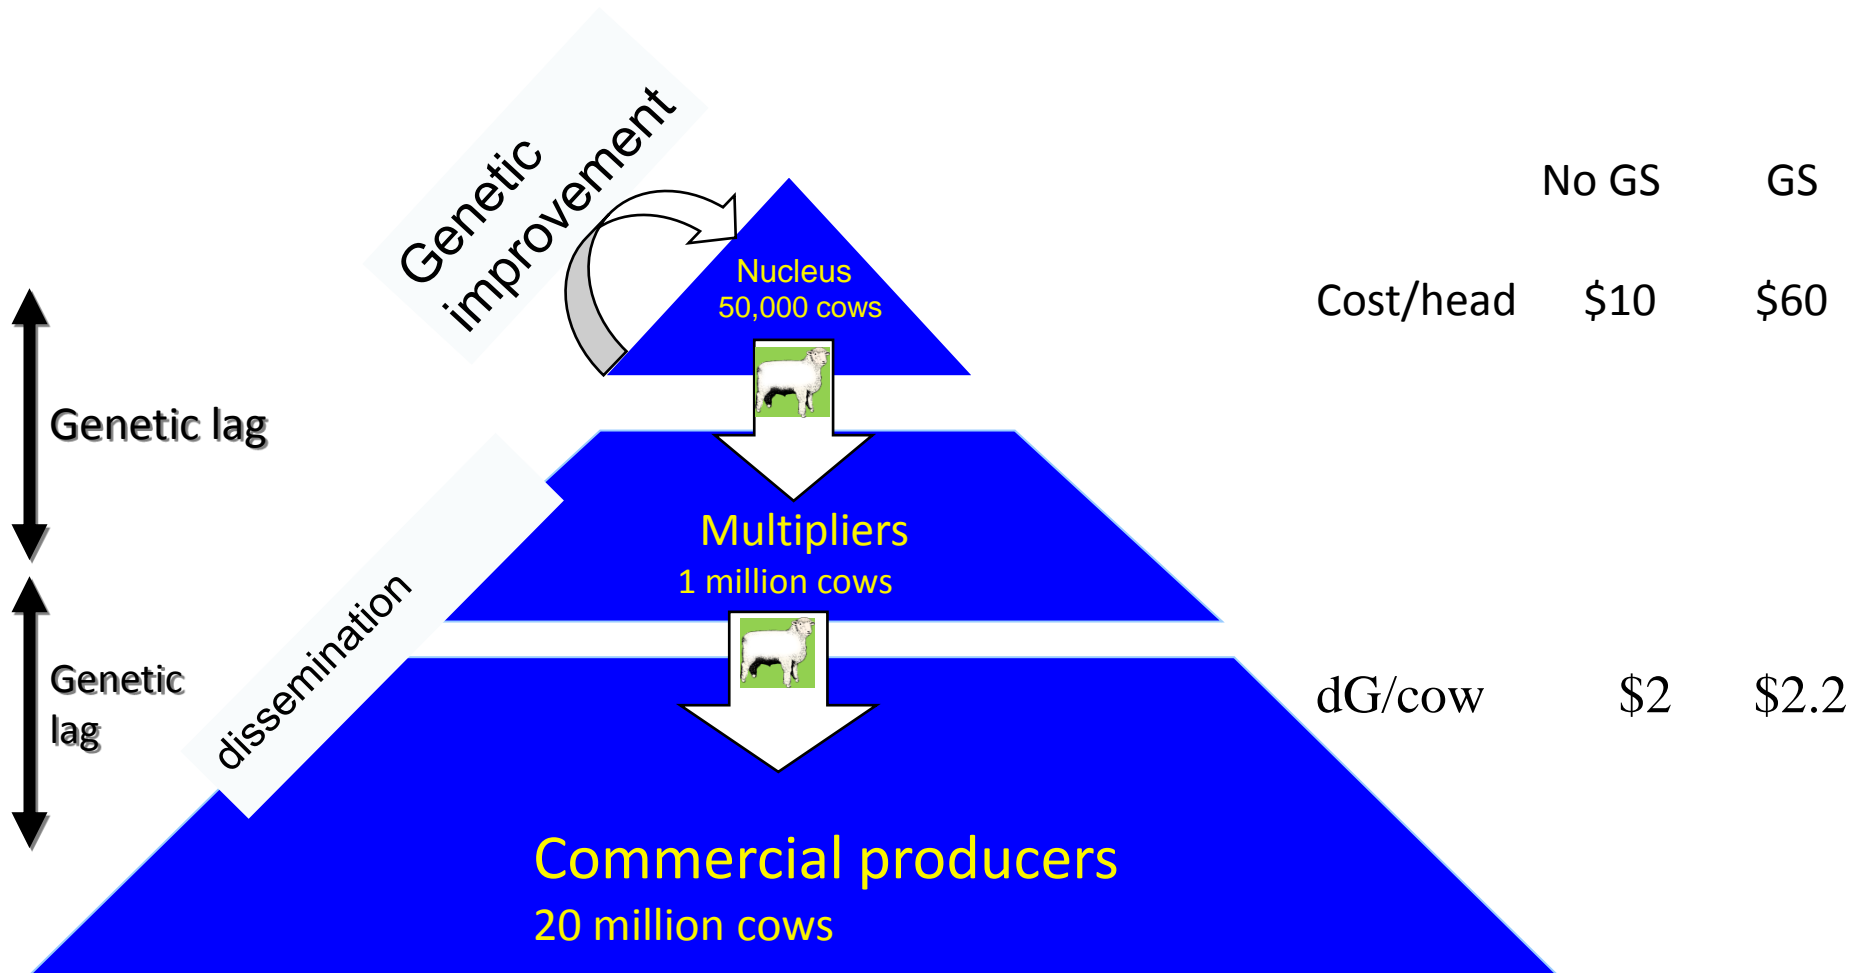 Genetic
improvement
No GS GS
Nucleus
50,000 cows
Cost/head $10 $60
Genetic lag
Multipliers
1 million cows
dissemination
Genetic
lag
dG/cow $2 $2.2
Commercial producers
20 million cows